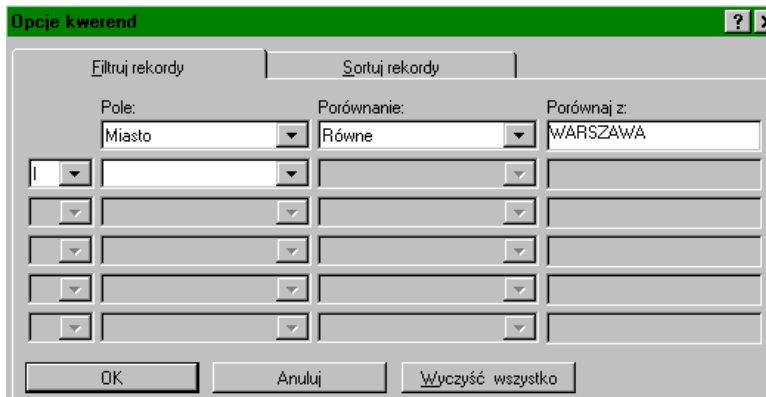 Opcje kwerend
Filtruj rekordy Sortuj rekordy
Pole: Porównanie: Porównaj z:
Miasto Równe WARSZAWA
I
OK Anuluj Wyczyść wszystko